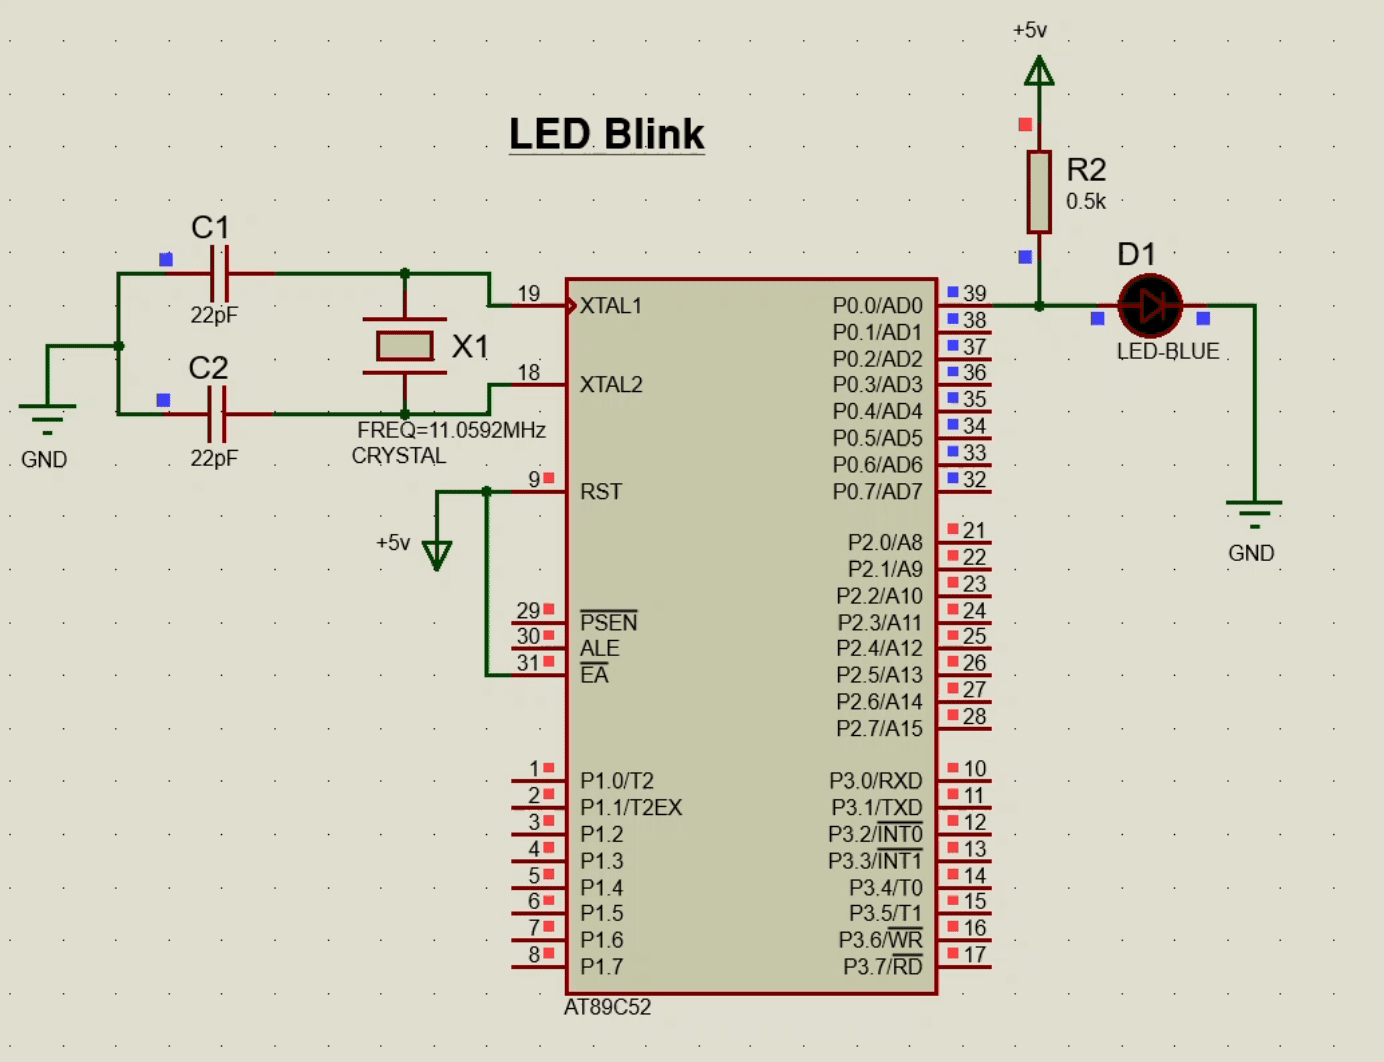 +5v
LED Blink
R2
0.5k
C1
22pF
C2
22pF
GND
X1
FREQ=11.0592MHz
CRYSTAL
D1
LED-BLUE
GND
+5v
19 XTAL1
18 XTAL2
9 RST
29 PSEN
30 ALE
31 EA
1 P1.0/T2
2 P1.1/T2EX
3 P1.2
4 P1.3
5 P1.4
6 P1.5
7 P1.6
8 P1.7
P0.0/AD0 39
P0.1/AD1 38
P0.2/AD2 37
P0.3/AD3 36
P0.4/AD4 35
P0.5/AD5 34
P0.6/AD6 33
P0.7/AD7 32
P2.0/A8 21
P2.1/A9 22
P2.2/A10 23
P2.3/A11 24
P2.4/A12 25
P2.5/A13 26
P2.6/A14 27
P2.7/A15 28
P3.0/RXD 10
P3.1/TXD 11
P3.2/INT0 12
P3.3/INT1 13
P3.4/T0 14
P3.5/T1 15
P3.6/WR 16
P3.7/RD 17
AT89C52